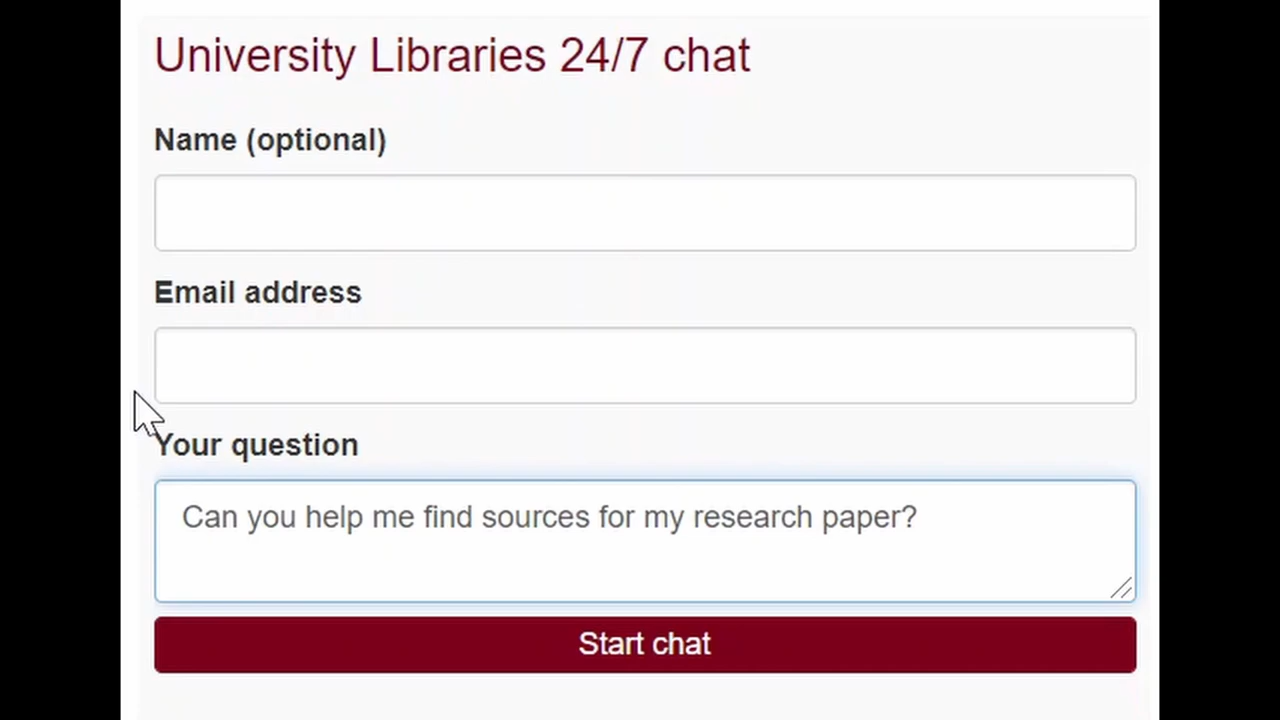 University Libraries 24/7 chat
Name (optional)
Email address
Your question
Can you help me find sources for my research paper?
Start chat